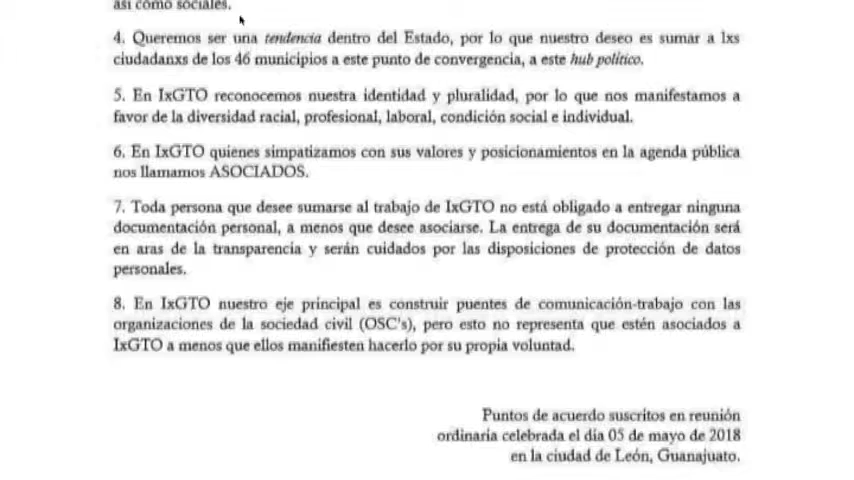 así como sociales.
4. Queremos ser una tendencia dentro del Estado, por lo que nuestro deseo es sumar a lxs
ciudadanxs de los 46 municipios a este punto de convergencia, a este hub político.
5. En IxGTO reconocemos nuestra identidad y pluralidad, por lo que nos manifestamos a
favor de la diversidad racial, profesional, laboral, condición social e individual.
6. En IxGTO quienes simpatizamos con sus valores y posicionamientos en la agenda pública
nos llamamos ASOCIADOS.
7. Toda persona que desee sumarse al trabajo de IxGTO no está obligado a entregar ninguna
documentación personal, a menos que desee asociarse. La entrega de su documentación será
en aras de la transparencia y serán cuidados por las disposiciones de protección de datos
personales.
8. En IxGTO nuestro eje principal es construir puentes de comunicación-trabajo con las
organizaciones de la sociedad civil (OSC's), pero esto no representa que estén asociados a
IxGTO a menos que ellos manifiesten hacerlo por su propia voluntad.
Puntos de acuerdo suscritos en reunión
ordinaria celebrada el día 05 de mayo de 2018
en la ciudad de León, Guanajuato.